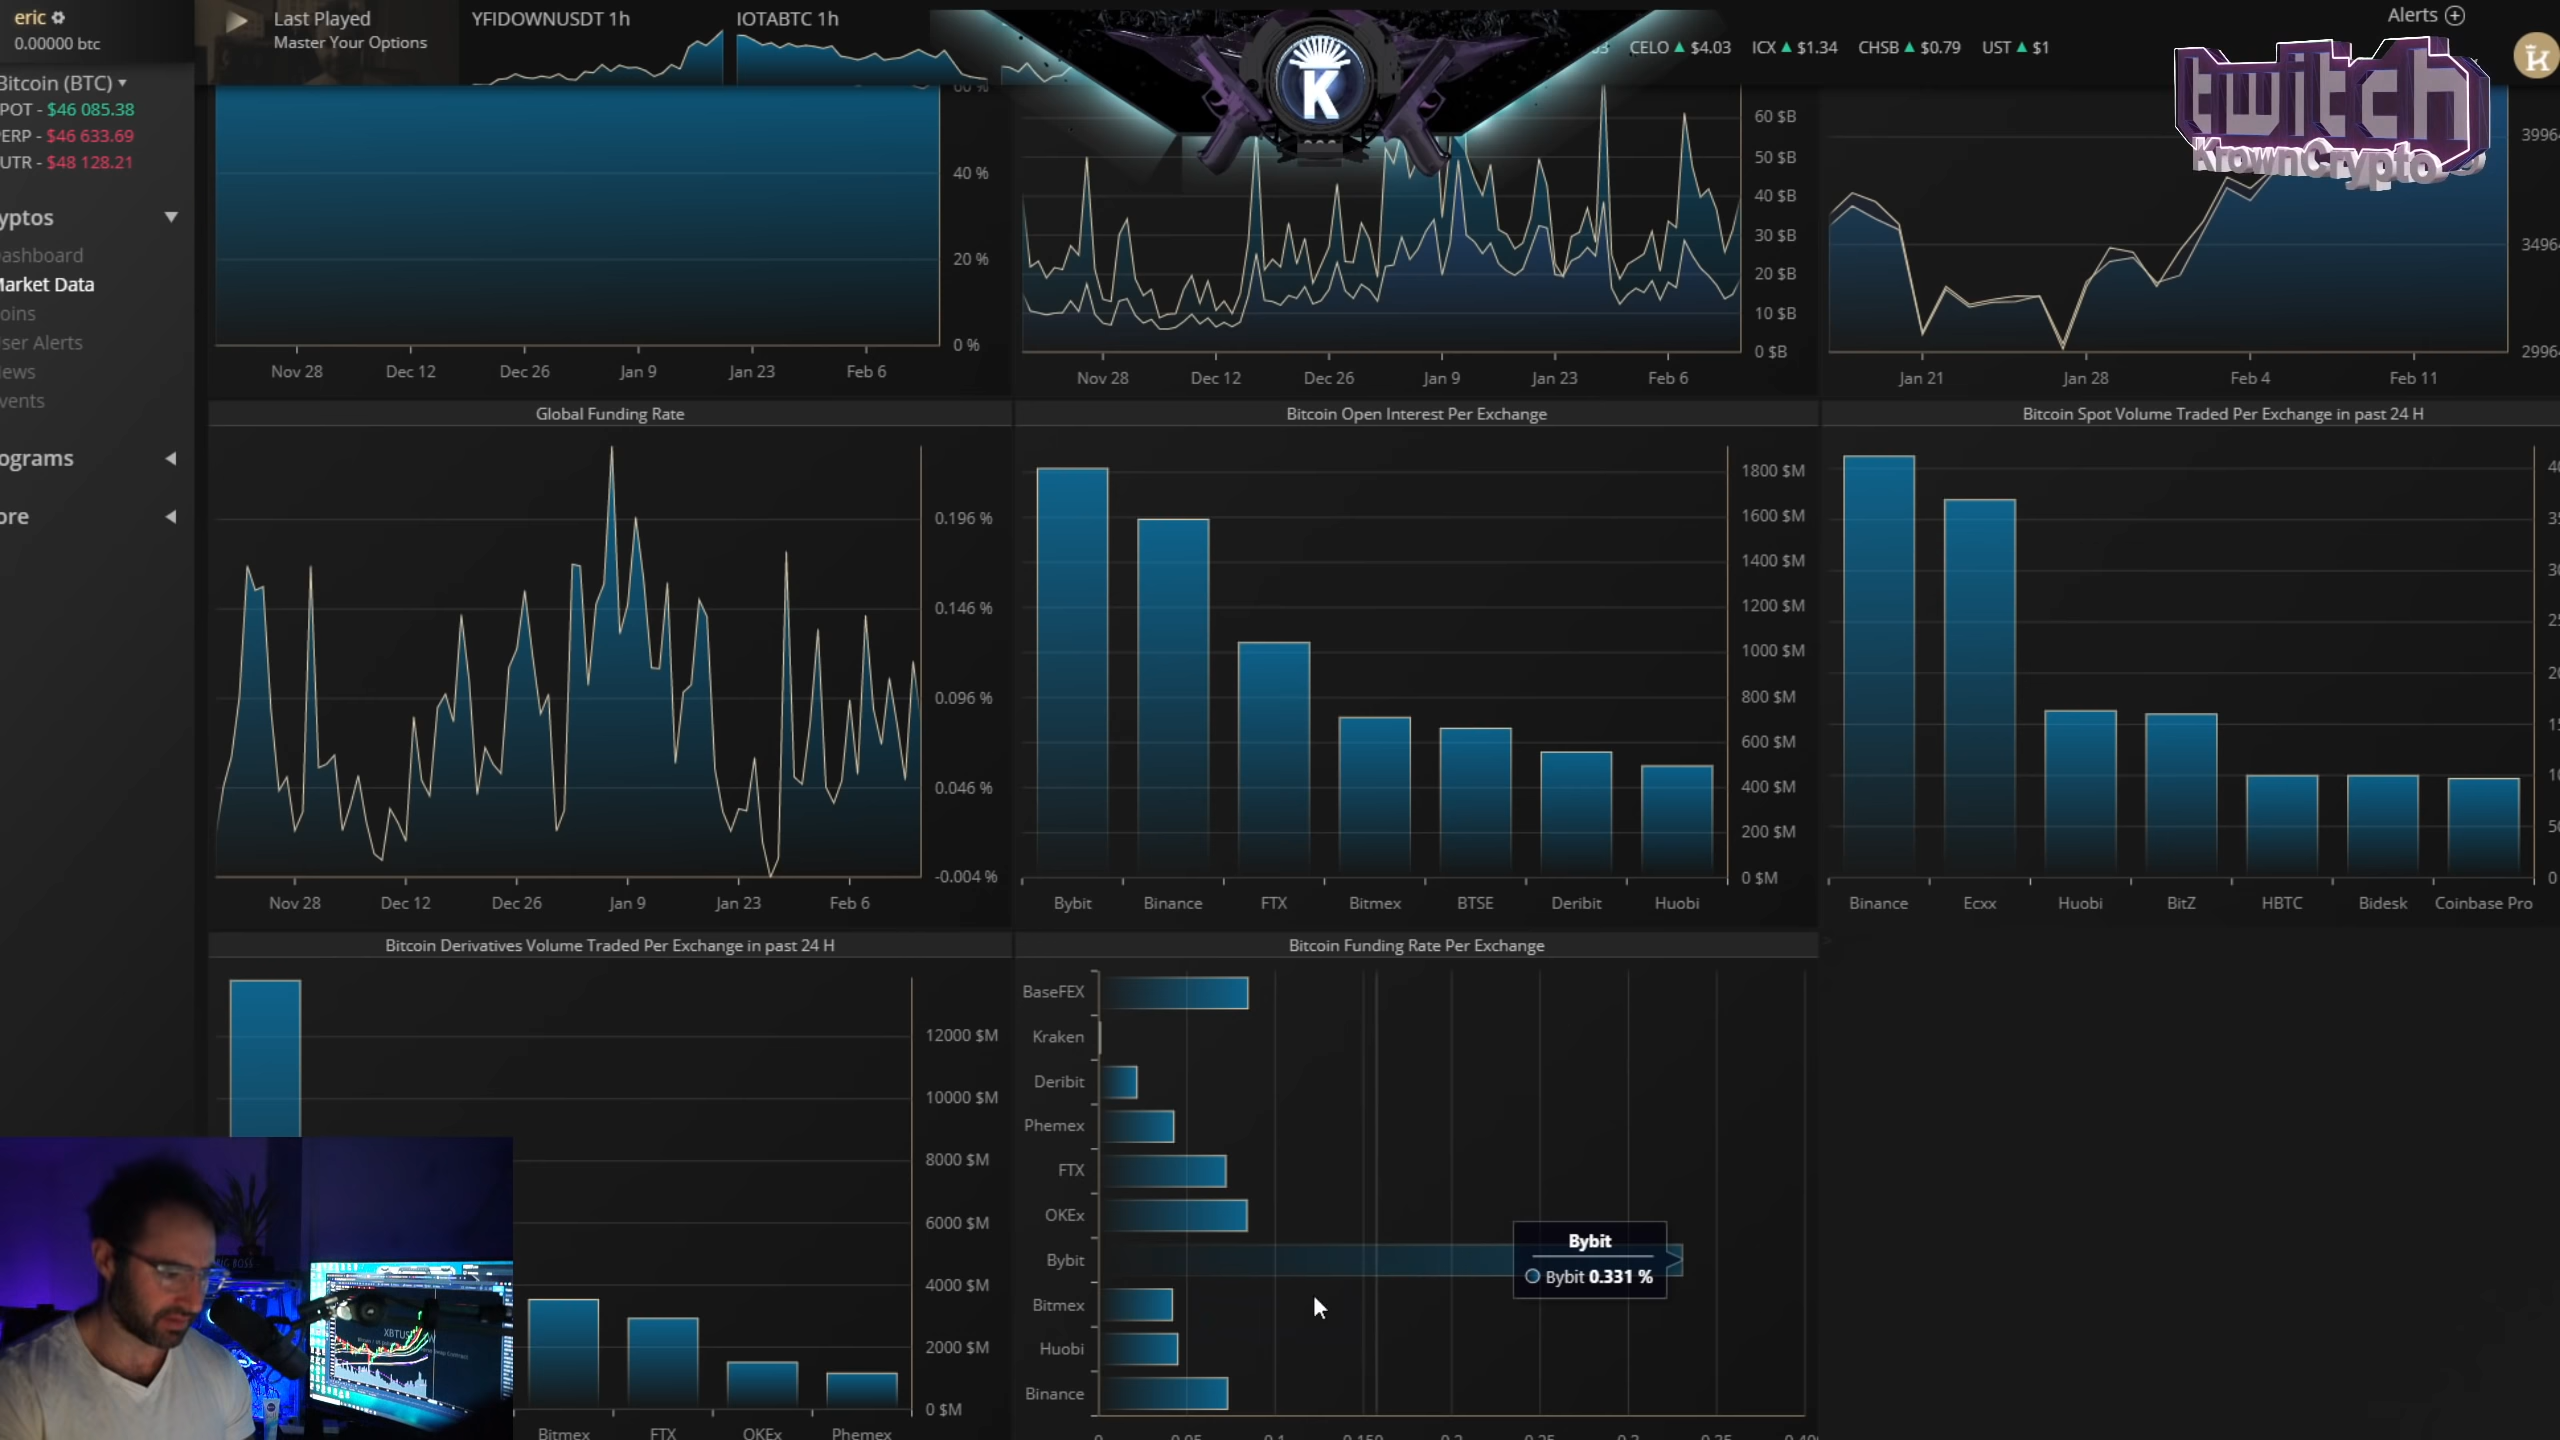 eric
0.00000 btc
Last Played
Master Your Options
YFIDOWNUSDT 1h
IOTABTC 1h
K
CELO ▲ $4.03 ICX ▲ $1.34 CHSB ▲ $0.79 UST ▲ $1
Alerts
twitch
KrownCrypto
Bitcoin (BTC)
POT - $46 085.38
ERP - $46 633.69
UTR - $48 128.21
yptos
ashboard
Market Data
oins
ser Alerts
ews
vents
ograms
ore
60 %
40 %
20 %
0 %
Nov 28 Dec 12 Dec 26 Jan 9 Jan 23 Feb 6
60 $B
50 $B
40 $B
30 $B
20 $B
10 $B
0 $B
Nov 28 Dec 12 Dec 26 Jan 9 Jan 23 Feb 6
3996
3496
2996
Jan 21 Jan 28 Feb 4 Feb 11
Global Funding Rate
0.196 %
0.146 %
0.096 %
0.046 %
-0.004 %
Nov 28 Dec 12 Dec 26 Jan 9 Jan 23 Feb 6
Bitcoin Open Interest Per Exchange
1800 $M
1600 $M
1400 $M
1200 $M
1000 $M
800 $M
600 $M
400 $M
200 $M
0 $M
Bybit Binance FTX Bitmex BTSE Deribit Huobi
Bitcoin Spot Volume Traded Per Exchange in past 24 H
Binance Ecxx Huobi BitZ HBTC Bidesk Coinbase Pro
Bitcoin Derivatives Volume Traded Per Exchange in past 24 H
12000 $M
10000 $M
8000 $M
6000 $M
4000 $M
2000 $M
0 $M
Bitmex FTX OKEx Phemex
Bitcoin Funding Rate Per Exchange
BaseFEX
Kraken
Deribit
Phemex
FTX
OKEx
Bybit
Bitmex
Huobi
Binance
Bybit
Bybit 0.331 %